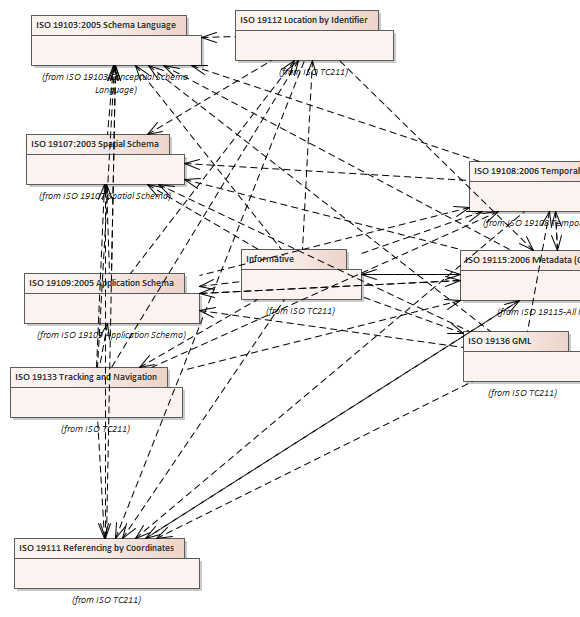 ISO 19103:2005 Schema Language
ISO 19112 Location by Identifier
(from ISO 19103-Conceptual Schema
Language)
(from ISO TC211)
ISO 19107:2003 Spatial Schema
(from ISO 19107-Spatial Schema)
ISO 19108:2006 Temporal
(from ISO 19108-Tempo
Informative
(from ISO TC211)
ISO 19115:2006 Metadata (C
(from ISO 19115-All
ISO 19109:2005 Application Schema
(from ISO 19109-Application Schema)
ISO 19136 GML
(from ISO TC211)
ISO 19133 Tracking and Navigation
(from ISO TC211)
ISO 19111 Referencing by Coordinates
(from ISO TC211)